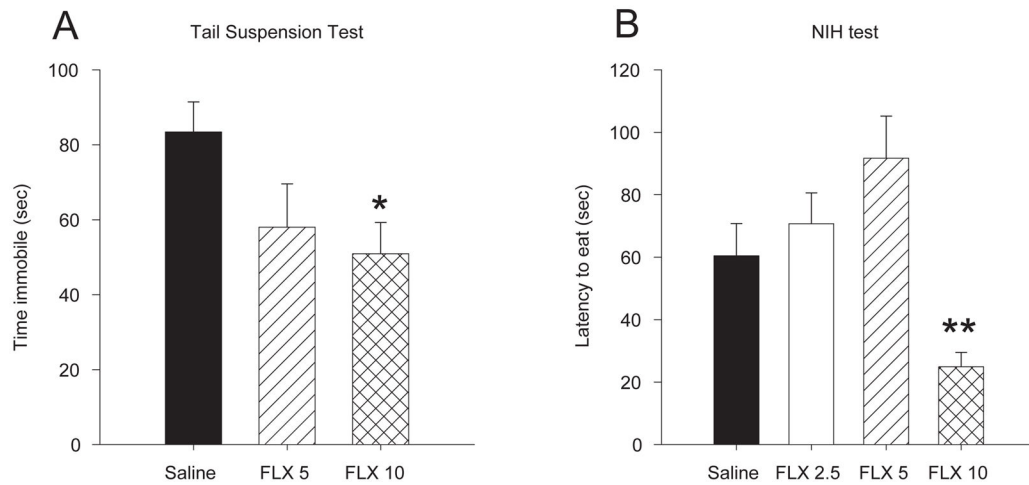 A
Tail Suspension Test
Time immobile (sec)
100
80
60
40
20
0
*
Saline FLX 5 FLX 10
B
NIH test
Latency to eat (sec)
120
100
80
60
40
20
0
**
Saline FLX 2.5 FLX 5 FLX 10